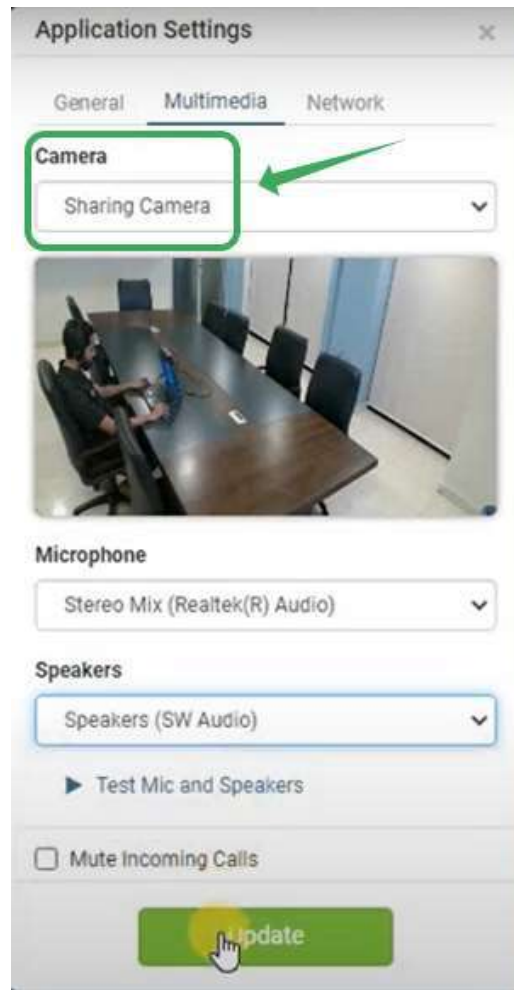 Application Settings
General Multimedia Network
Camera
Sharing Camera
Microphone
Stereo Mix (Realtek(R) Audio)
Speakers
Speakers (SW Audio)
Test Mic and Speakers
Mute Incoming Calls
Update